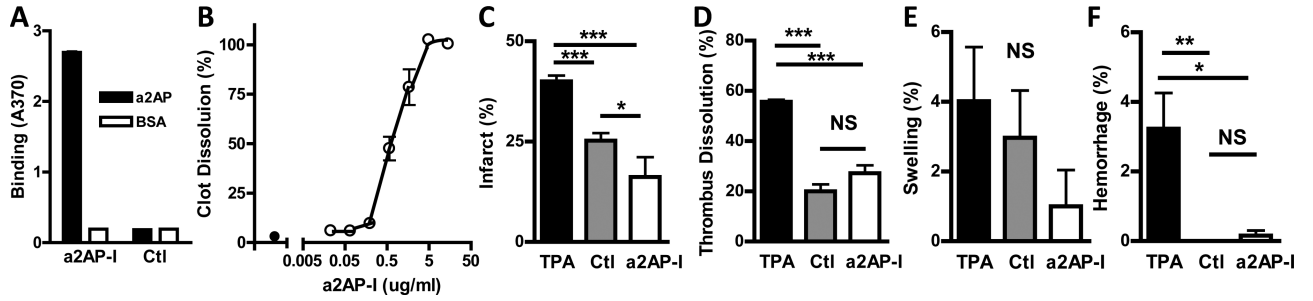 A
Binding (A370)
3
2
1
0
a2AP
BSA
a2AP-I
Ctl
B
Clot Dissoluion (%)
100
75
50
25
0
0.005
0.05
0.5
5
50
a2AP-I (ug/ml)
C
Infarct (%)
50
25
0
***
***
*
TPA
Ctl
a2AP-I
D
Thrombus Dissolution (%)
80
60
40
20
0
***
***
NS
TPA
Ctl
a2AP-I
E
Swelling (%)
6
4
2
0
NS
TPA
Ctl
a2AP-I
F
Hemorrhage (%)
6
4
2
0
**
*
NS
TPA
Ctl
a2AP-I